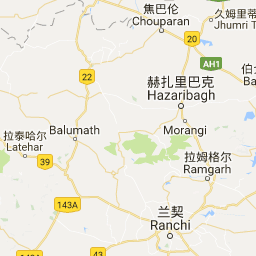 焦巴伦
Chouparan
久姆里蒂
Jhumri T
20
22
AH1
赫扎里巴克
Hazaribagh
伯
Ba
拉泰哈尔
Latehar
Balumath
Morangi
39
拉姆格尔
Ramgarh
143A
兰契
Ranchi
43
20